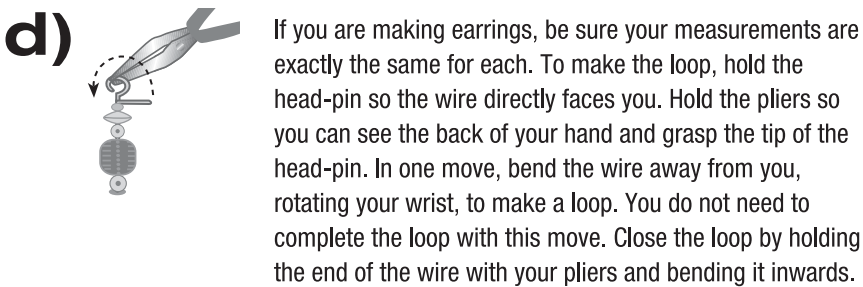 d)
If you are making earrings, be sure your measurements are
exactly the same for each. To make the loop, hold the
head-pin so the wire directly faces you. Hold the pliers so
you can see the back of your hand and grasp the tip of the
head-pin. In one move, bend the wire away from you,
rotating your wrist, to make a loop. You do not need to
complete the loop with this move. Close the loop by holding
the end of the wire with your pliers and bending it inwards.